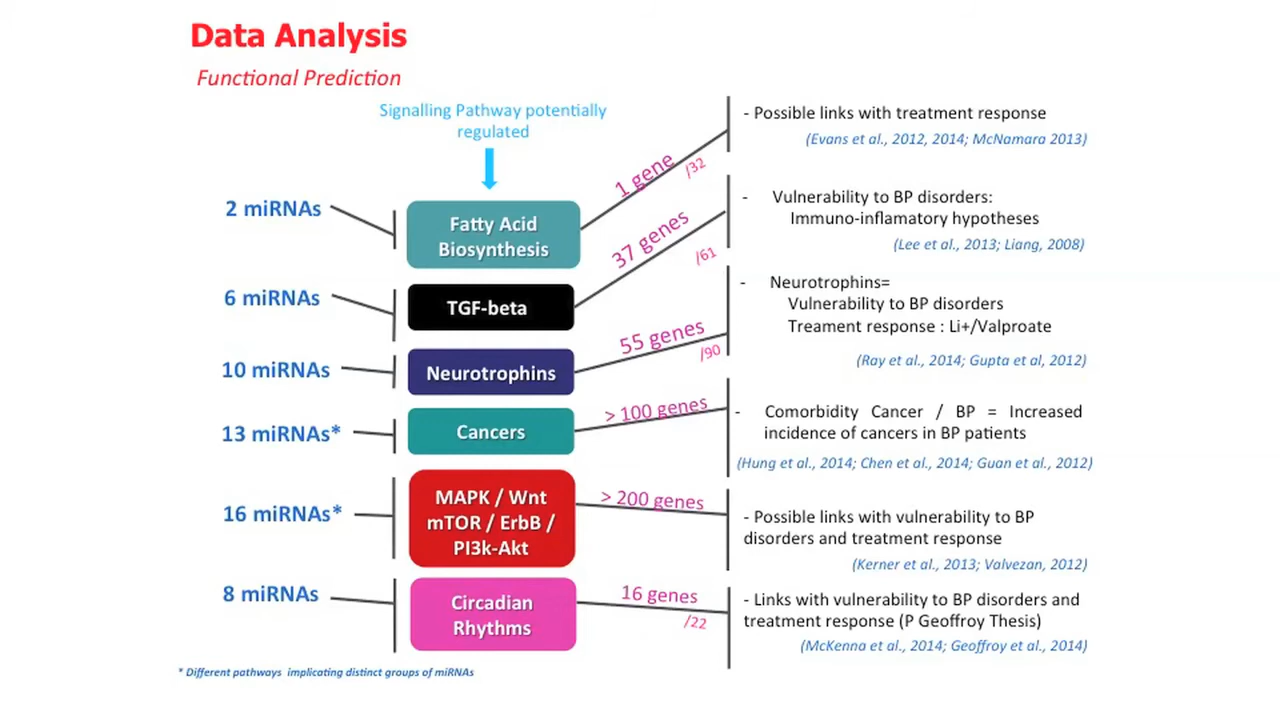 Data Analysis
Functional Prediction
Signalling Pathway potentially
regulated
2 miRNAs
Fatty Acid
Biosynthesis
1 gene
/32
- Possible links with treatment response
(Evans et al., 2012, 2014; McNamara 2013)
6 miRNAs
TGF-beta
37 genes
/61
- Vulnerability to BP disorders:
Immuno-inflamatory hypotheses
(Lee et al., 2013; Liang, 2008)
10 miRNAs
Neurotrophins
55 genes
/90
- Neurotrophins=
Vulnerability to BP disorders
Treament response : Li+/Valproate
(Ray et al., 2014; Gupta et al, 2012)
13 miRNAs*
Cancers
> 100 genes
- Comorbidity Cancer / BP = Increased
incidence of cancers in BP patients
(Hung et al., 2014; Chen et al., 2014; Guan et al., 2012)
16 miRNAs*
MAPK / Wnt
mTOR / ErbB /
PI3k-Akt
> 200 genes
- Possible links with vulnerability to BP
disorders and treatment response
(Kerner et al., 2013; Valvezan, 2012)
8 miRNAs
Circadian
Rhythms
16 genes
/22
- Links with vulnerability to BP disorders and
treatment response (P Geoffroy Thesis)
(McKenna et al., 2014; Geoffroy et al., 2014)
* Different pathways implicating distinct groups of miRNAs